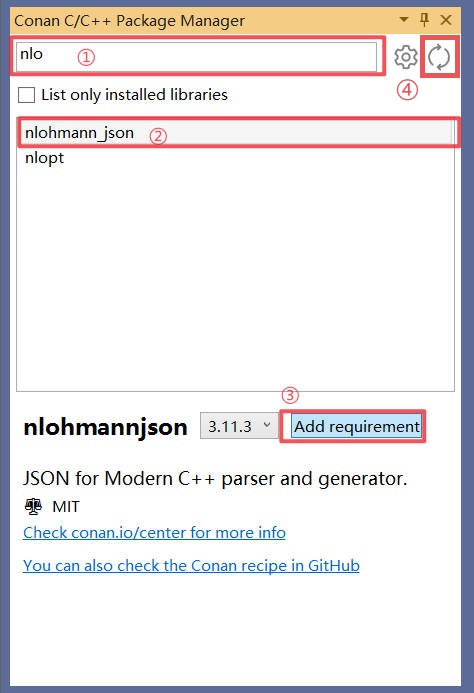 Conan C/C++ Package Manager
nlo ①
④
List only installed libraries
nlohmann_json ②
nlopt
③
nlohmannjson 3.11.3 Add requirement
JSON for Modern C++ parser and generator.
MIT
Check conan.io/center for more info
You can also check the Conan recipe in GitHub